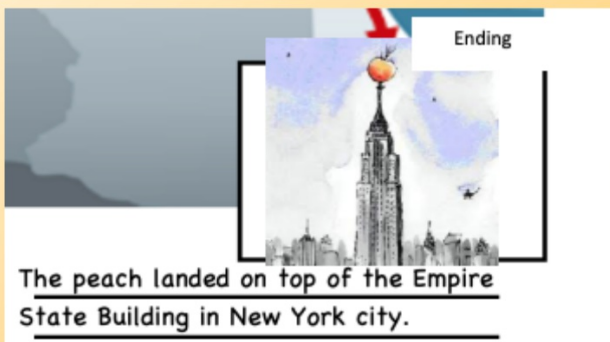 Ending
The peach landed on top of the Empire
State Building in New York city.